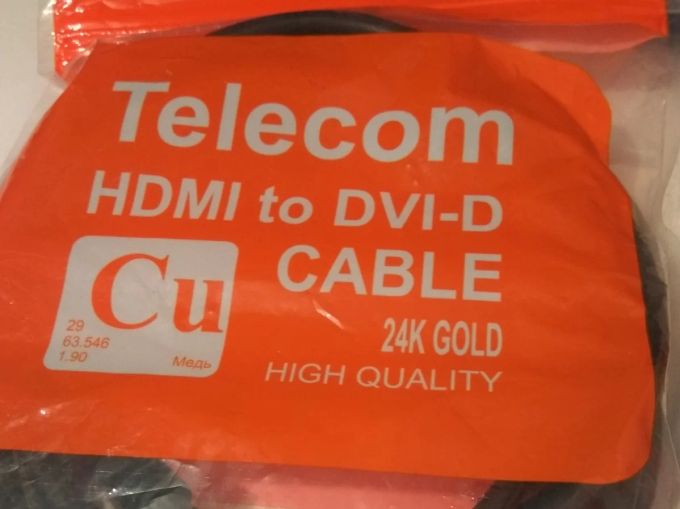 Telecom
HDMI to DVI-D
CABLE
Cu
29
63.546
1.90
Медь
24K GOLD
HIGH QUALITY